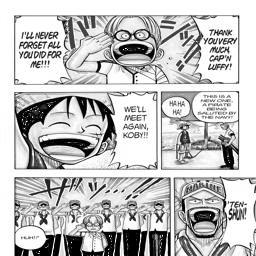 I'LL NEVER
FORGET ALL
YOU DID FOR
ME!!!
THANK
YOU VERY
MUCH,
CAP'N
LUFFY!
WE'LL
MEET
AGAIN,
KOBY!!
HA HA
HA!
THIS IS A
NEW ONE,
A PIRATE
BEING
SALUTED BY
THE NAVY!
HUH!?
MARINE
'TEN-
SHUN!